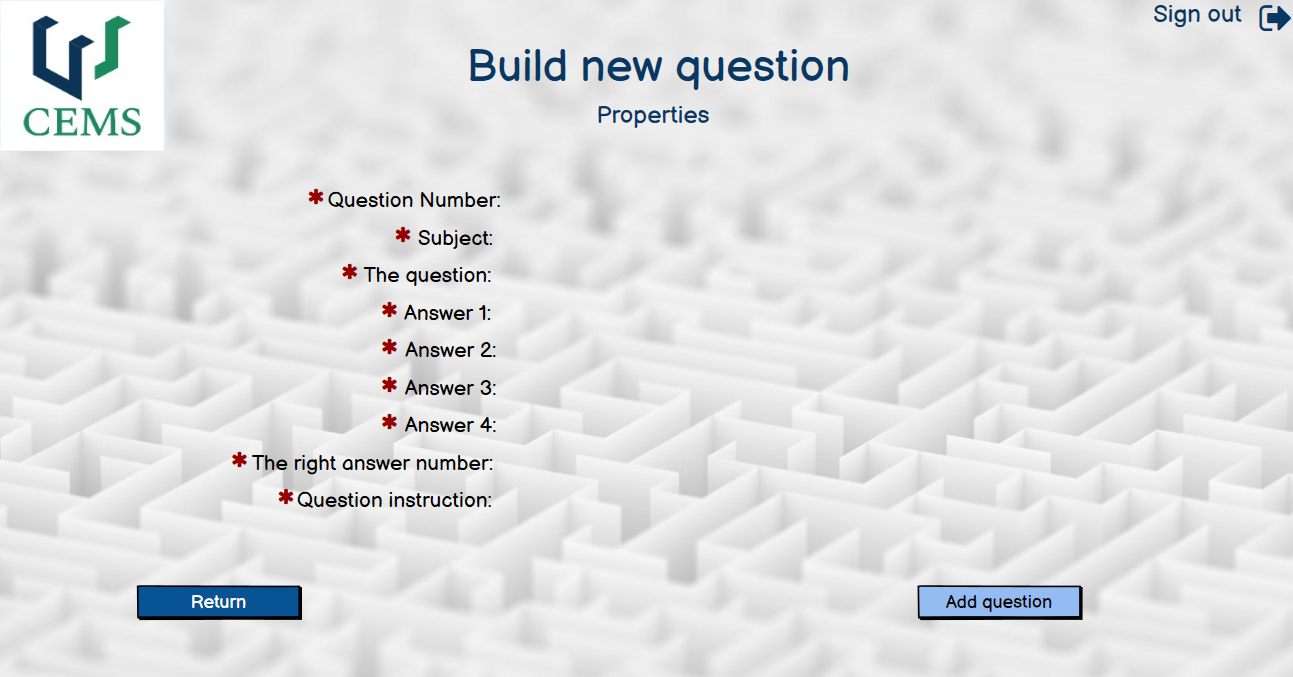 CEMS
Sign out
Build new question
Properties
*Question Number:
* Subject:
* The question:
* Answer 1:
* Answer 2:
* Answer 3:
* Answer 4:
*The right answer number:
*Question instruction:
Return
Add question